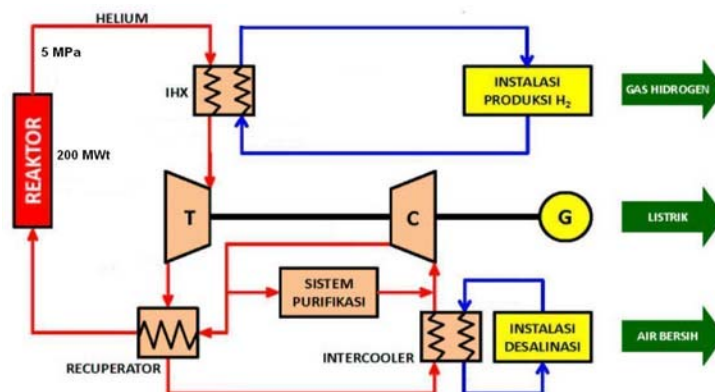 HELIUM
5 MPa
IHX
INSTALASI
PRODUKSI H₂
GAS HIDROGEN
REAKTOR
200 MWt
T
C
G
LISTRIK
SISTEM
PURIFIKASI
RECUPERATOR
INTERCOOLER
INSTALASI
DESALINASI
AIR BERSIH